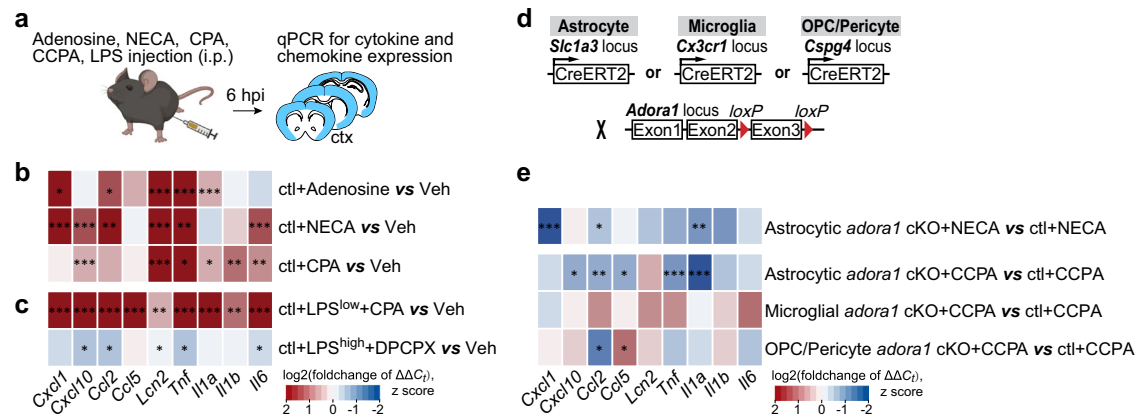 a
Adenosine, NECA, CPA,
CCPA, LPS injection (i.p.)
6 hpi
qPCR for cytokine and
chemokine expression
ctx
b
* * *** *** ***
ctl+Adenosine vs Veh
*** *** ** *** ** ***
ctl+NECA vs Veh
*** *** * * ** **
ctl+CPA vs Veh
c
*** *** *** *** ** *** *** ** ***
ctl+LPSlow+CPA vs Veh
* * * * *
ctl+LPShigh+DPCPX vs Veh
Cxcl1 Cxcl10 Ccl2 Ccl5 Lcn2 Tnf Il1a Il1b Il6
log2(foldchange of ΔΔCt),
z score
2 1 0 -1 -2
d
Astrocyte Microglia OPC/Pericyte
Slc1a3 locus Cx3cr1 locus Cspg4 locus
CreERT2 or CreERT2 or CreERT2
Adora1 locus loxP loxP
X Exon1 Exon2 Exon3
e
*** * **
Astrocytic adora1 cKO+NECA vs ctl+NECA
* ** * *** ***
Astrocytic adora1 cKO+CCPA vs ctl+CCPA
Microglial adora1 cKO+CCPA vs ctl+CCPA
* *
OPC/Pericyte adora1 cKO+CCPA vs ctl+CCPA
Cxcl1 Cxcl10 Ccl2 Ccl5 Lcn2 Tnf Il1a Il1b Il6
log2(foldchange of ΔΔCt),
z score
2 1 0 -1 -2